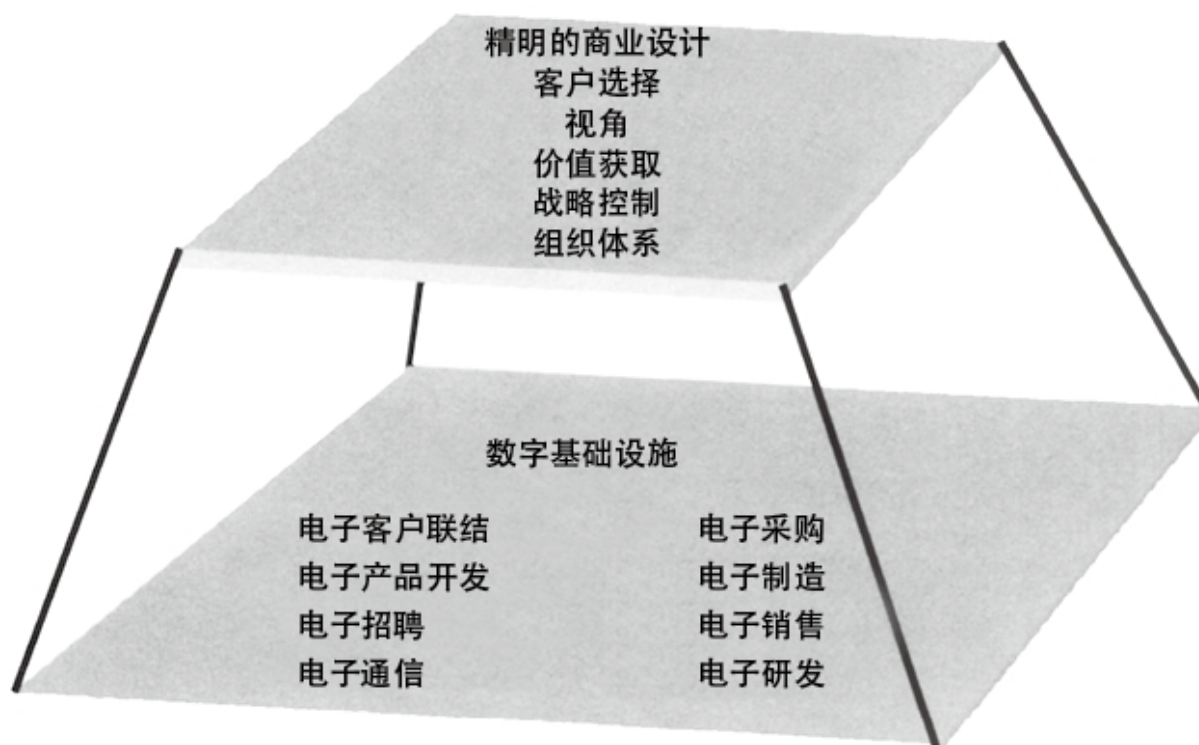 精明的商业设计
客户选择
视角
价值获取
战略控制
组织体系
数字基础设施
电子客户联结 电子采购
电子产品开发 电子制造
电子招聘 电子销售
电子通信 电子研发